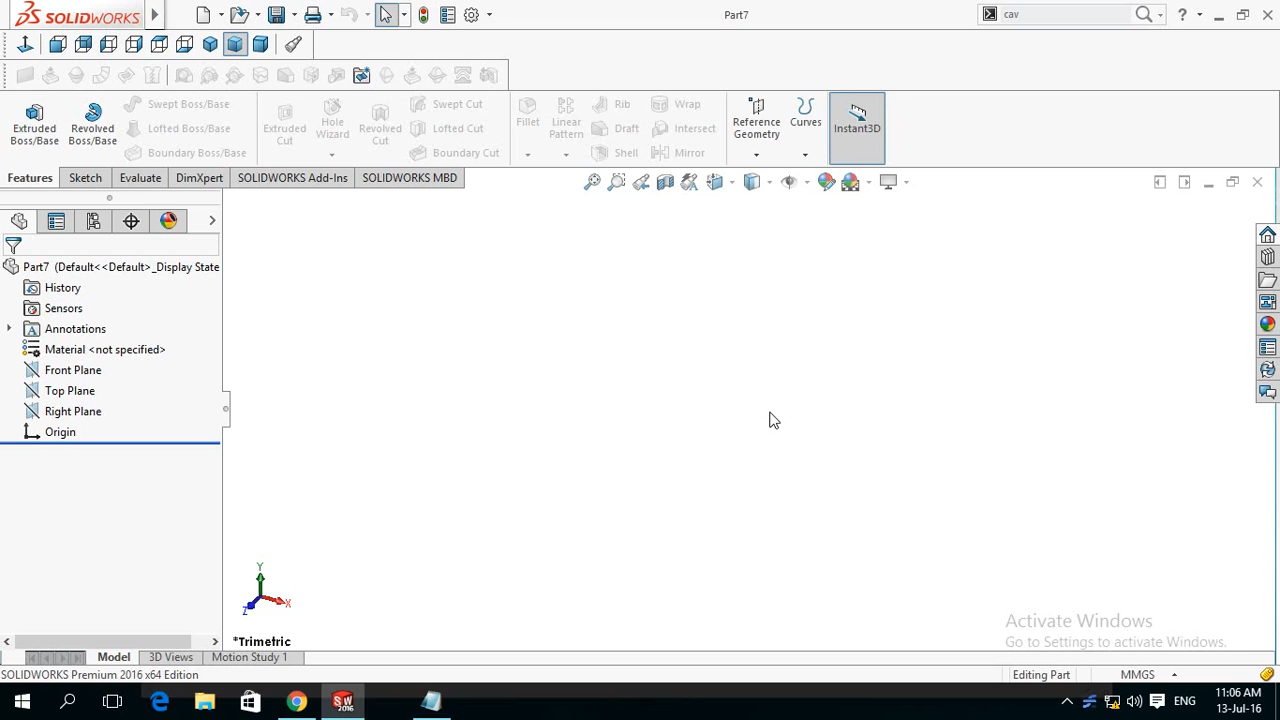 SOLIDWORKS
Part7
cav
?
Extruded Boss/Base
Revolved Boss/Base
Swept Boss/Base
Lofted Boss/Base
Boundary Boss/Base
Extruded Cut
Hole Wizard
Revolved Cut
Swept Cut
Lofted Cut
Boundary Cut
Fillet
Linear Pattern
Rib
Draft
Shell
Wrap
Intersect
Mirror
Reference Geometry
Curves
Instant3D
Features
Sketch
Evaluate
DimXpert
SOLIDWORKS Add-Ins
SOLIDWORKS MBD
Part7 (Default<<Default>_Display State
History
Sensors
Annotations
Material <not specified>
Front Plane
Top Plane
Right Plane
Origin
Y
X
Z
*Trimetric
Activate Windows
Go to Settings to activate Windows.
Model
3D Views
Motion Study 1
SOLIDWORKS Premium 2016 x64 Edition
Editing Part
MMGS
SW
2016
ENG
11:06 AM
13-Jul-16